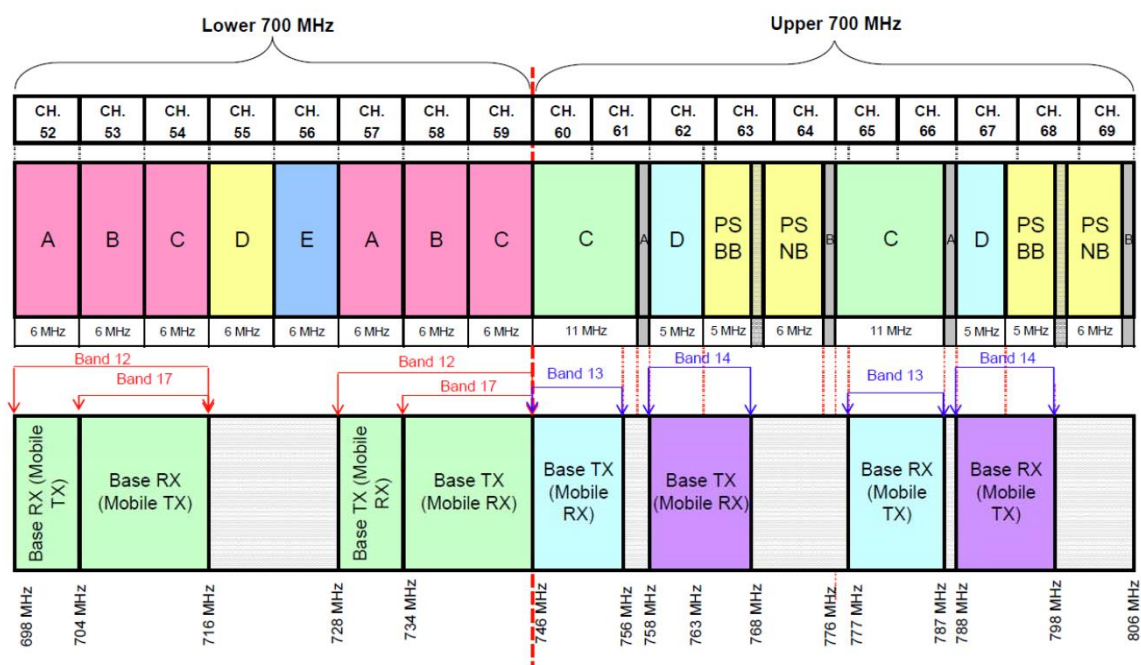 Lower 700 MHz
Upper 700 MHz
CH. 52
CH. 53
CH. 54
CH. 55
CH. 56
CH. 57
CH. 58
CH. 59
CH. 60
CH. 61
CH. 62
CH. 63
CH. 64
CH. 65
CH. 66
CH. 67
CH. 68
CH. 69
A
B
C
D
E
A
B
C
C
A
D
PS
BB
PS
NB
B
C
A
D
PS
BB
PS
NB
B
6 MHz
6 MHz
6 MHz
6 MHz
6 MHz
6 MHz
6 MHz
6 MHz
11 MHz
5 MHz
5 MHz
6 MHz
11 MHz
5 MHz
5 MHz
6 MHz
Band 12
Band 17
Band 12
Band 17
Band 13
Band 14
Band 13
Band 14
Base RX (Mobile
TX)
Base RX
(Mobile TX)
Base TX (Mobile
RX)
Base TX
(Mobile RX)
Base TX
(Mobile
RX)
Base TX
(Mobile RX)
Base RX
(Mobile
TX)
Base RX
(Mobile
TX)
698 MHz
704 MHz
716 MHz
728 MHz
734 MHz
746 MHz
756 MHz
758 MHz
763 MHz
768 MHz
776 MHz
777 MHz
787 MHz
788 MHz
798 MHz
806 MHz